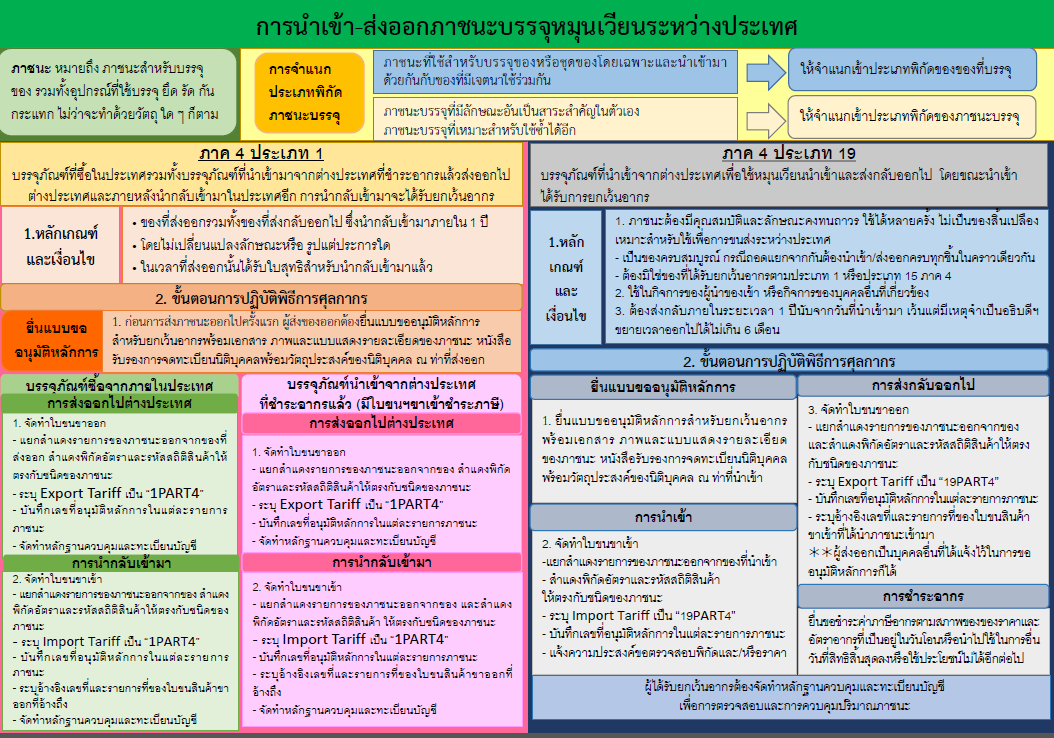 การนำเข้า-ส่งออกภาชนะบรรจุหมุนเวียนระหว่างประเทศ
ภาชนะ หมายถึง ภาชนะสำหรับบรรจุ
ของ รวมทั้งอุปกรณ์ที่ใช้บรรจุ ยึด รัด กัน
กระแทก ไม่ว่าจะทำด้วยวัตถุ ใด ๆ ก็ตาม
การจำแนก
ประเภทพิกัด
ภาชนะบรรจุ
ภาชนะที่ใช้สำหรับบรรจุของหรือชุดของโดยเฉพาะและนำเข้ามา
ด้วยกันกับของที่มีเจตนาใช้ร่วมกัน
ให้จำแนกเข้าประเภทพิกัดของของที่บรรจุ
ภาชนะบรรจุที่มีลักษณะอันเป็นสาระสำคัญในตัวเอง
ภาชนะบรรจุที่เหมาะสำหรับใช้ซ้ำได้อีก
ให้จำแนกเข้าประเภทพิกัดของภาชนะบรรจุ
ภาค 4 ประเภท 1
บรรจุภัณฑ์ที่ซื้อในประเทศรวมทั้งบรรจุภัณฑ์ที่นำเข้ามาจากต่างประเทศที่ชำระอากรแล้วส่งออกไป
ต่างประเทศและภายหลังนำกลับเข้ามาในประเทศอีก การนำกลับเข้ามาจะได้รับยกเว้นอากร
1.หลักเกณฑ์
และเงื่อนไข
• ของที่ส่งออกรวมทั้งของที่ส่งกลับออกไป ซึ่งนำกลับเข้ามาภายใน 1 ปี
• โดยไม่เปลี่ยนแปลงลักษณะหรือ รูปแต่ประการใด
• ในเวลาที่ส่งออกนั้นได้รับใบสุทธิสำหรับนำกลับเข้ามาแล้ว
2. ขั้นตอนการปฏิบัติพิธีการศุลกากร
ยื่นแบบขอ
อนุมัติหลักการ
1. ก่อนการส่งภาชนะออกไปครั้งแรก ผู้ส่งของออกต้องยื่นแบบขออนุมัติหลักการ
สำหรับยกเว้นอากรพร้อมเอกสาร ภาพและแบบแสดงรายละเอียดของภาชนะ หนังสือ
รับรองการจดทะเบียนนิติบุคคลพร้อมวัตถุประสงค์ของนิติบุคคล ณ ท่าที่ส่งออก
บรรจุภัณฑ์ซื้อจากภายในประเทศ
การส่งออกไปต่างประเทศ
1. จัดทำใบขนขาออก
- แยกสำแดงรายการของภาชนะออกจากของที่
ส่งออก สำแดงพิกัดอัตราและรหัสสถิติสินค้าให้
ตรงกับชนิดของภาชนะ
- ระบุ Export Tariff เป็น “1PART4”
- บันทึกเลขที่อนุมัติหลักการในแต่ละรายการ
ภาชนะ
- จัดทำหลักฐานควบคุมและทะเบียนบัญชี
การนำกลับเข้ามา
2. จัดทำใบขนขาเข้า
- แยกสำแดงรายการของภาชนะออกจากของ สำแดง
พิกัดอัตราและรหัสสถิติสินค้าให้ตรงกับชนิดของ
ภาชนะ
- ระบุ Import Tariff เป็น “1PART4”
- บันทึกเลขที่อนุมัติหลักการในแต่ละรายการ
ภาชนะ
- ระบุอ้างอิงเลขที่และรายการที่ของใบขนสินค้าขา
ออกที่อ้างถึง
- จัดทำหลักฐานควบคุมและทะเบียนบัญชี
บรรจุภัณฑ์นำเข้าจากต่างประเทศ
ที่ชำระอากรแล้ว (มีใบขนฯขาเข้าชำระภาษี)
การส่งออกไปต่างประเทศ
1. จัดทำใบขนขาออก
- แยกสำแดงรายการของภาชนะออกจากของ สำแดงพิกัด
อัตราและรหัสสถิติสินค้าให้ตรงกับชนิดของภาชนะ
- ระบุ Export Tariff เป็น “1PART4”
- บันทึกเลขที่อนุมัติหลักการในแต่ละรายการภาชนะ
- จัดทำหลักฐานควบคุมและทะเบียนบัญชี
การนำกลับเข้ามา
2. จัดทำใบขนขาเข้า
- แยกสำแดงรายการของภาชนะออกจากของ และสำแดง
พิกัดอัตราและรหัสสถิติสินค้า ให้ตรงกับชนิดของภาชนะ
- ระบุ Import Tariff เป็น “1PART4”
- บันทึกเลขที่อนุมัติหลักการในแต่ละรายการภาชนะ
- ระบุอ้างอิงเลขที่และรายการที่ของใบขนสินค้าขาออกที่
อ้างถึง
- จัดทำหลักฐานควบคุมและทะเบียนบัญชี
ภาค 4 ประเภท 19
บรรจุภัณฑ์ที่นำเข้าจากต่างประเทศเพื่อใช้หมุนเวียนนำเข้าและส่งกลับออกไป โดยขณะนำเข้า
ได้รับการยกเว้นอากร
1.หลัก
เกณฑ์
และ
เงื่อนไข
1. ภาชนะต้องมีคุณสมบัติและลักษณะคงทนถาวร ใช้ได้หลายครั้ง ไม่เป็นของสิ้นเปลือง
เหมาะสำหรับใช้เพื่อการขนส่งระหว่างประเทศ
- เป็นของครบสมบูรณ์ กรณีถอดแยกจากกันต้องนำเข้า/ส่งออกครบทุกชิ้นในคราวเดียวกัน
- ต้องมิใช่ของที่ได้รับยกเว้นอากรตามประเภท 1 หรือประเภท 15 ภาค 4
2. ใช้ในกิจการของผู้นำของเข้า หรือกิจการของบุคคลอื่นที่เกี่ยวข้อง
3. ต้องส่งกลับภายในระยะเวลา 1 ปีนับจากวันที่นำเข้ามา เว้นแต่มีเหตุจำเป็นอธิบดีฯ
ขยายเวลาออกไปได้ไม่เกิน 6 เดือน
2. ขั้นตอนการปฏิบัติพิธีการศุลกากร
ยื่นแบบขออนุมัติหลักการ
1. ยื่นแบบขออนุมัติหลักการสำหรับยกเว้นอากร
พร้อมเอกสาร ภาพและแบบแสดงรายละเอียด
ของภาชนะ หนังสือรับรองการจดทะเบียนนิติบุคคล
พร้อมวัตถุประสงค์ของนิติบุคคล ณ ท่าที่นำเข้า
การนำเข้า
2. จัดทำใบขนขาเข้า
-แยกสำแดงรายการของภาชนะออกจากของที่นำเข้า
- สำแดงพิกัดอัตราและรหัสสถิติสินค้า
ให้ตรงกับชนิดของภาชนะ
- ระบุ Import Tariff เป็น “19PART4”
- บันทึกเลขที่อนุมัติหลักการในแต่ละรายการภาชนะ
- แจ้งความประสงค์ขอตรวจสอบพิกัดและ/หรือราคา
การส่งกลับออกไป
3. จัดทำใบขนขาออก
- แยกสำแดงรายการของภาชนะออกจากของ
และสำแดงพิกัดอัตราและรหัสสถิติสินค้าให้ตรง
กับชนิดของภาชนะ
- ระบุ Export Tariff เป็น “19PART4”
- บันทึกเลขที่อนุมัติหลักการในแต่ละรายการภาชนะ
- ระบุอ้างอิงเลขที่และรายการที่ของใบขนสินค้า
ขาเข้าที่ได้นำภาชนะเข้ามา
**ผู้ส่งออกเป็นบุคคลอื่นที่ได้แจ้งไว้ในการขอ
อนุมัติหลักการก็ได้
การชำระอากร
ยื่นขอชำระค่าภาษีอากรตามสภาพของของราคาและ
อัตราอากรที่เป็นอยู่ในวันโอนหรือนำไปใช้ในการอื่น
วันที่สิทธิสิ้นสุดลงหรือใช้ประโยชน์ไม่ได้อีกต่อไป
ผู้ได้รับยกเว้นอากรต้องจัดทำหลักฐานควบคุมและทะเบียนบัญชี
เพื่อการตรวจสอบและการควบคุมปริมาณภาชนะ